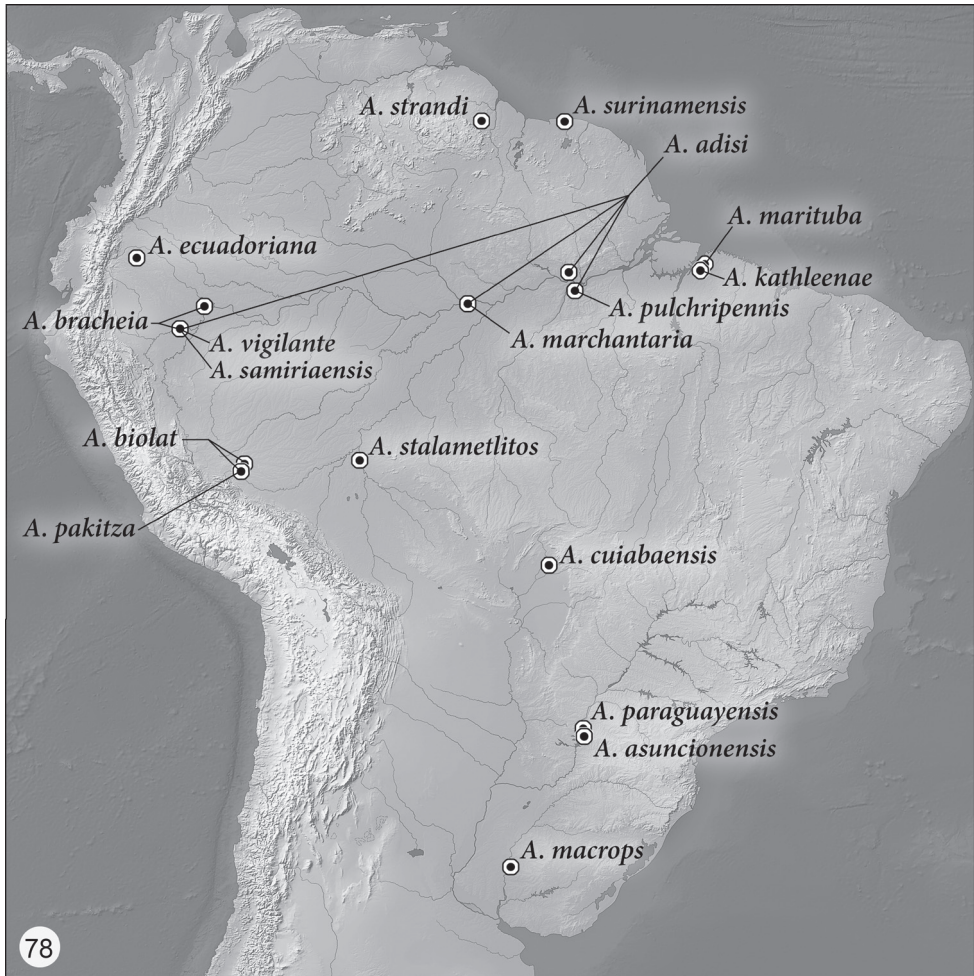 A. strandi
A. surinamensis
A. adisi
A. marituba
A. ecuadoriana
A. kathleenae
A. pulchripennis
A. bracheia
A. marchantaria
A. vigilante
A. samiriaensis
A. biolat
A. stalametlitos
A. pakitza
A. cuiabaensis
A. paraguayensis
A. asuncionensis
A. macrops
78